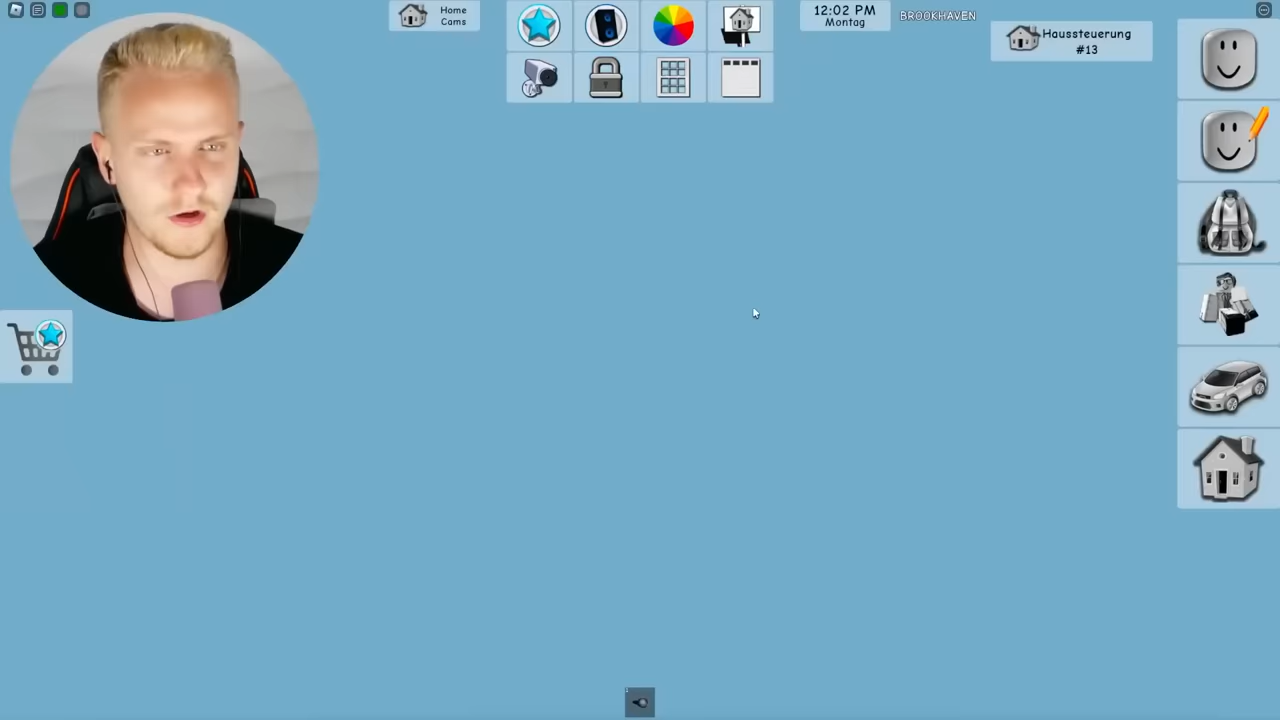 Home
Cams
12:02 PM
Montag
BROOKHAVEN
Haussteuerung
#13